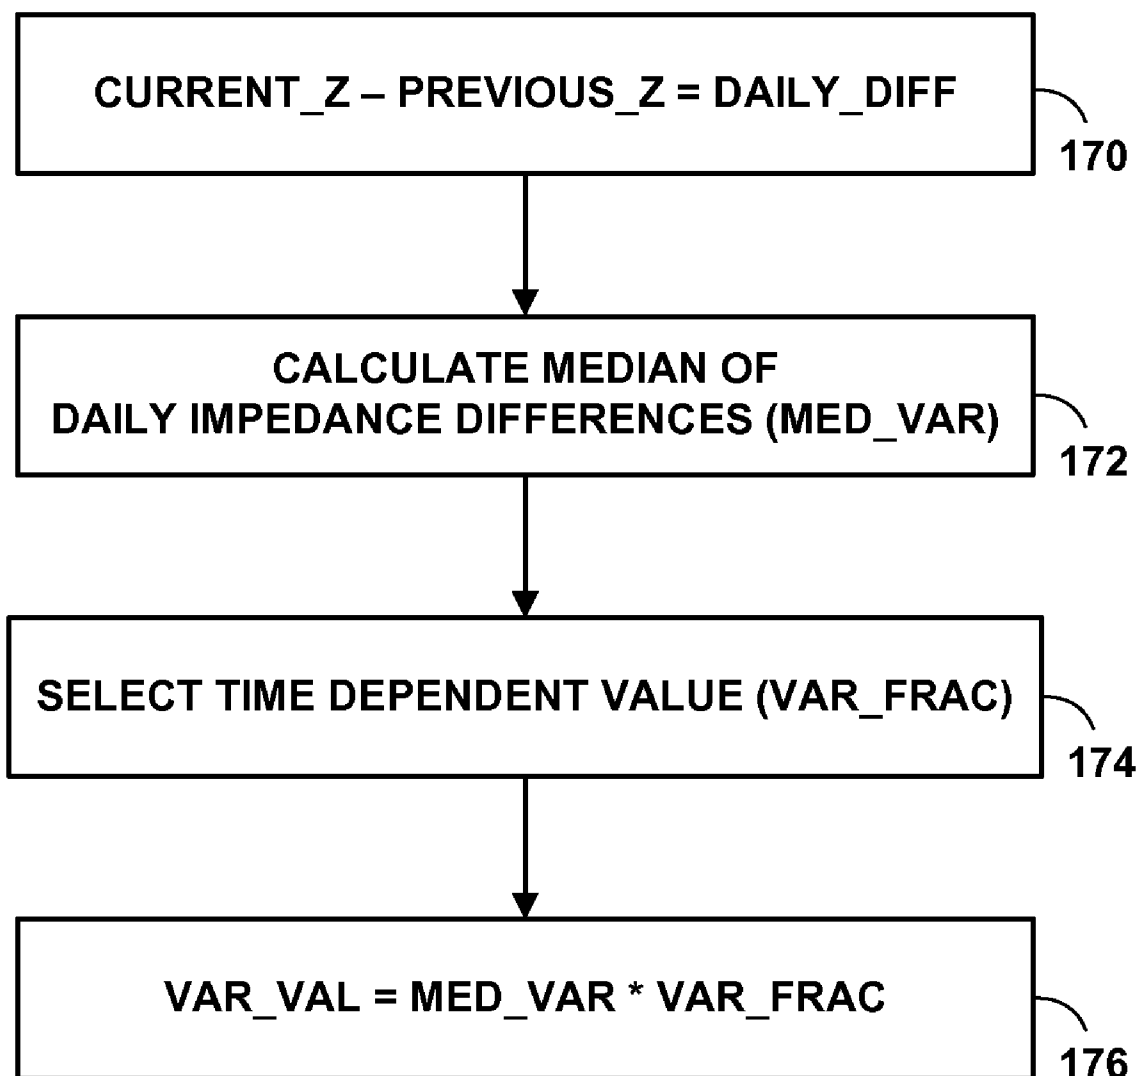 CURRENT_Z – PREVIOUS_Z = DAILY_DIFF
170
CALCULATE MEDIAN OF
DAILY IMPEDANCE DIFFERENCES (MED_VAR)
172
SELECT TIME DEPENDENT VALUE (VAR_FRAC)
174
VAR_VAL = MED_VAR * VAR_FRAC
176